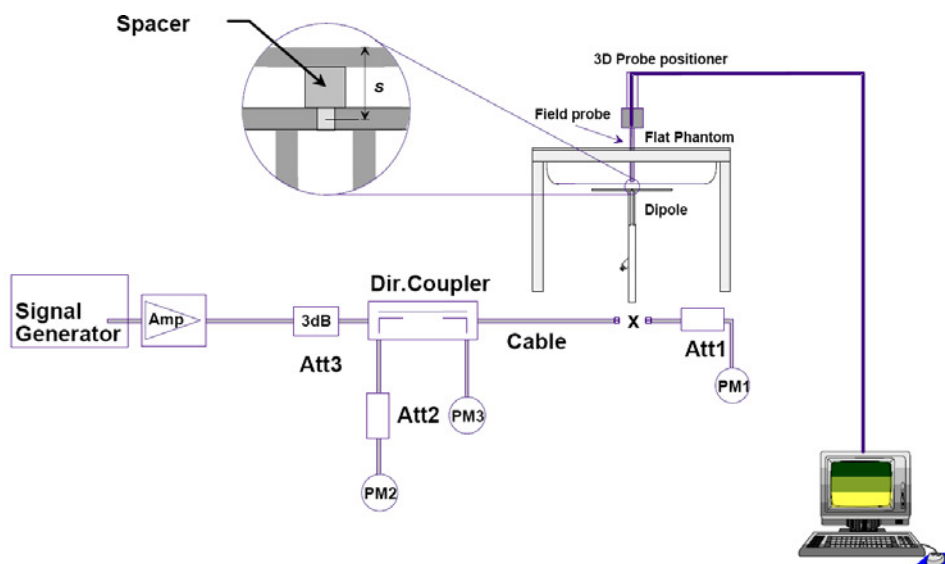 Spacer
s
3D Probe positioner
Field probe
Flat Phantom
Dipole
Dir.Coupler
Signal
Generator
Amp
3dB
Att3
Cable
X
Att1
PM1
Att2
PM3
PM2